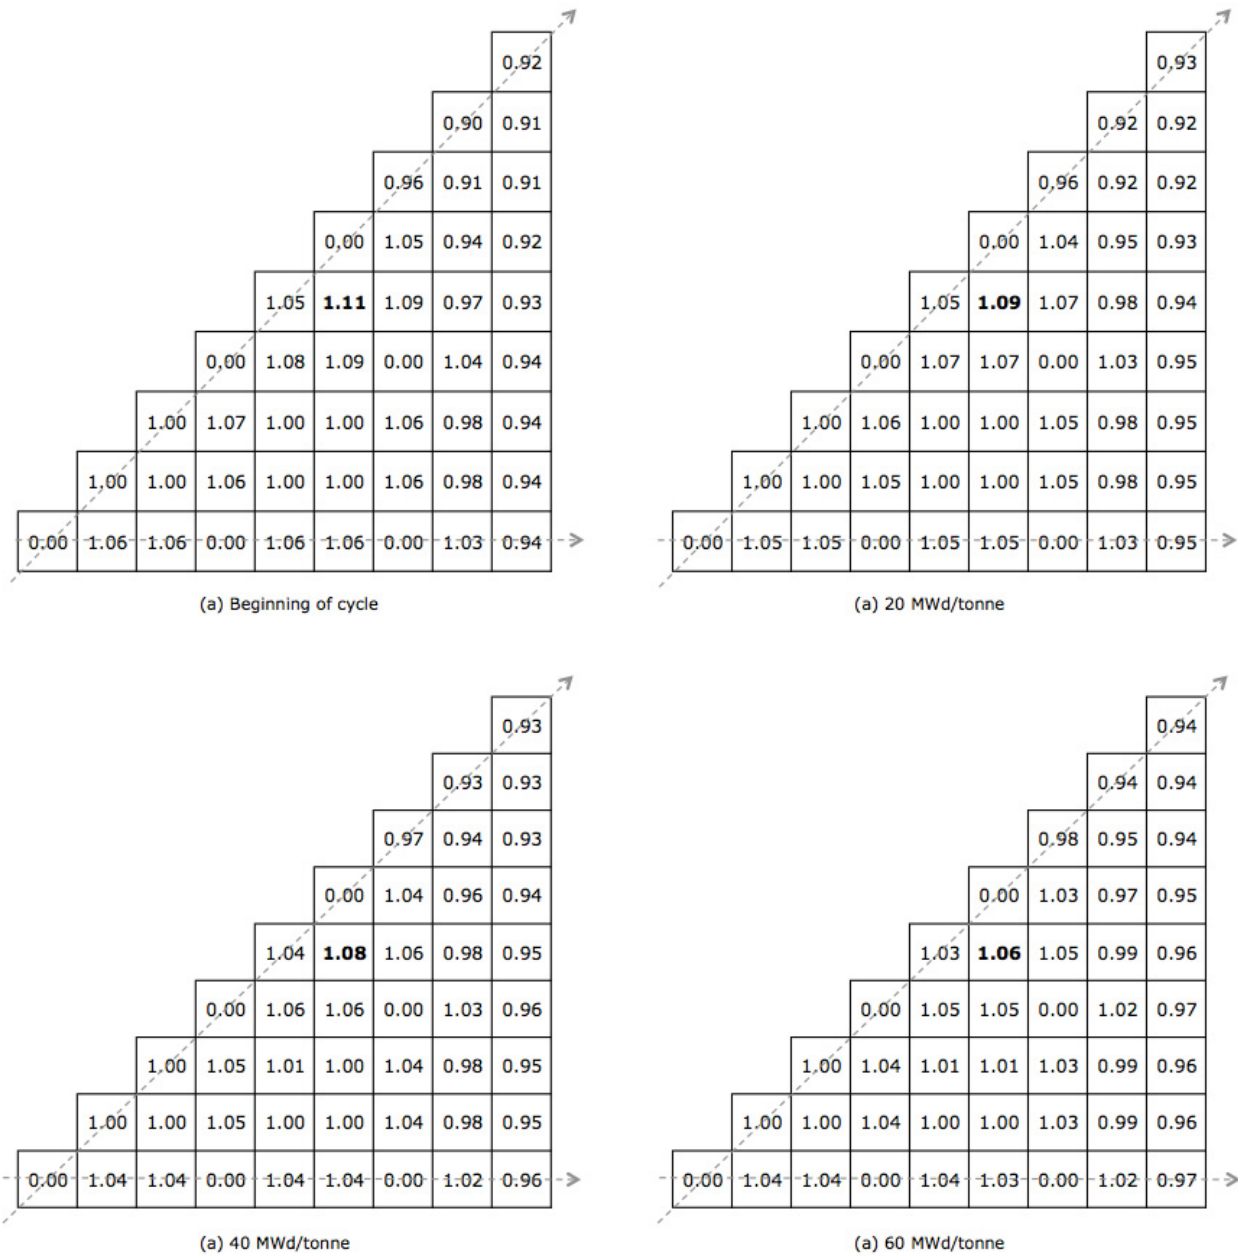 0.92
0.90 0.91
0.96 0.91 0.91
0.00 1.05 0.94 0.92
1.05 1.11 1.09 0.97 0.93
0.00 1.08 1.09 0.00 1.04 0.94
1.00 1.07 1.00 1.00 1.06 0.98 0.94
1.00 1.00 1.06 1.00 1.00 1.06 0.98 0.94
0.00 1.06 1.06 0.00 1.06 1.06 0.00 1.03 0.94
(a) Beginning of cycle
0.93
0.92 0.92
0.96 0.92 0.92
0.00 1.04 0.95 0.93
1.05 1.09 1.07 0.98 0.94
0.00 1.07 1.07 0.00 1.03 0.95
1.00 1.06 1.00 1.00 1.05 0.98 0.95
1.00 1.00 1.05 1.00 1.00 1.05 0.98 0.95
0.00 1.05 1.05 0.00 1.05 1.05 0.00 1.03 0.95
(a) 20 MWd/tonne
0.93
0.93 0.93
0.97 0.94 0.93
0.00 1.04 0.96 0.94
1.04 1.08 1.06 0.98 0.95
0.00 1.06 1.06 0.00 1.03 0.96
1.00 1.05 1.01 1.00 1.04 0.98 0.95
1.00 1.00 1.05 1.00 1.00 1.04 0.98 0.95
0.00 1.04 1.04 0.00 1.04 1.04 0.00 1.02 0.96
(a) 40 MWd/tonne
0.94
0.94 0.94
0.98 0.95 0.94
0.00 1.03 0.97 0.95
1.03 1.06 1.05 0.99 0.96
0.00 1.05 1.05 0.00 1.02 0.97
1.00 1.04 1.01 1.01 1.03 0.99 0.96
1.00 1.00 1.04 1.00 1.00 1.03 0.99 0.96
0.00 1.04 1.04 0.00 1.04 1.03 0.00 1.02 0.97
(a) 60 MWd/tonne